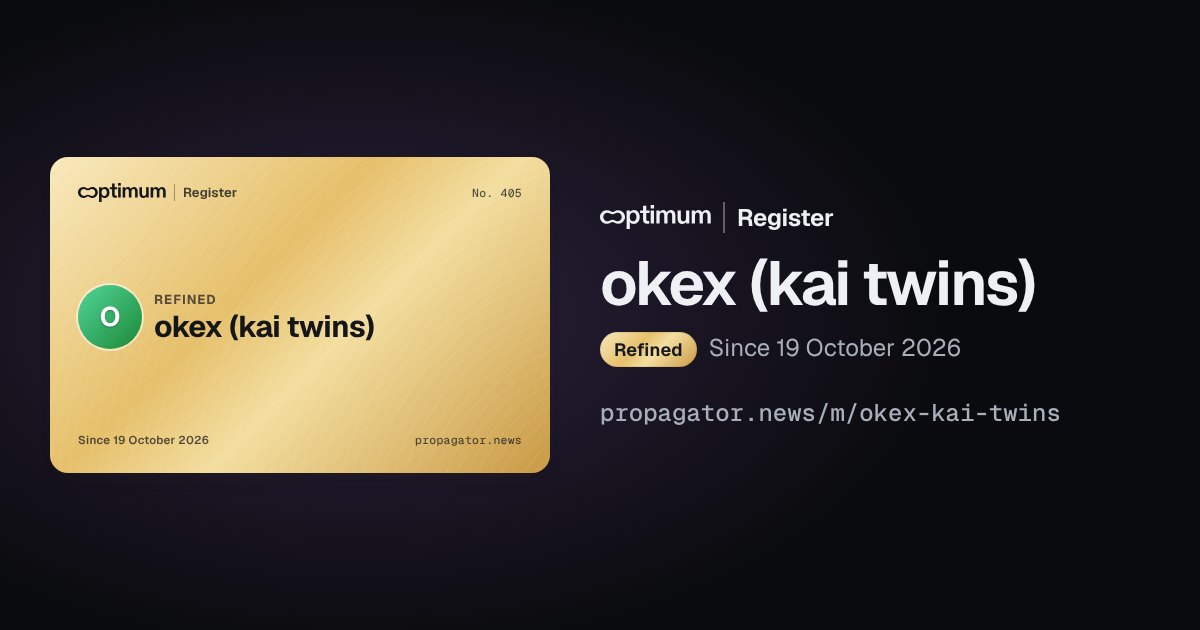 optimum | Register
No. 405
O
REFINED
okex (kai twins)
Since 19 October 2026
propagator.news
optimum | Register
okex (kai twins)
Refined
Since 19 October 2026
propagator.news/m/okex-kai-twins